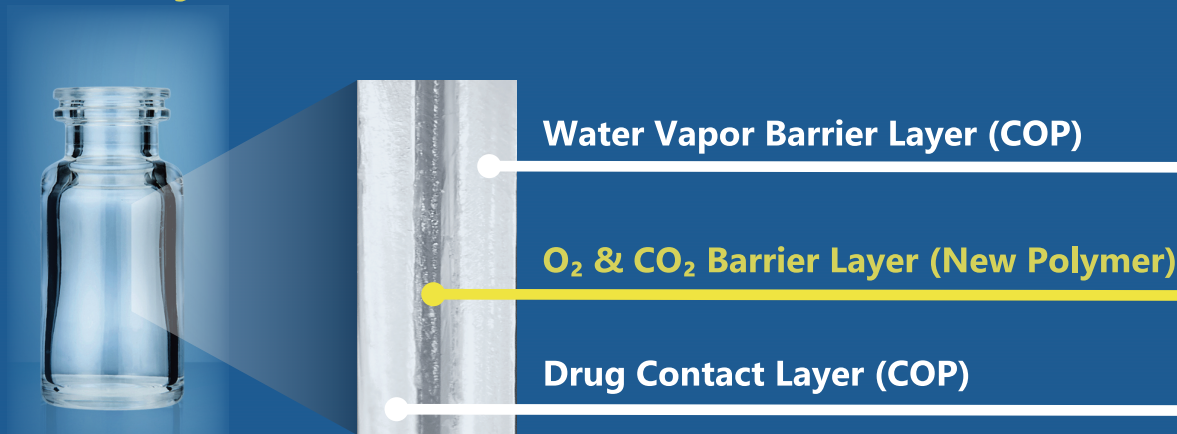 Water Vapor Barrier Layer (COP)
O₂ & CO₂ Barrier Layer (New Polymer)
Drug Contact Layer (COP)